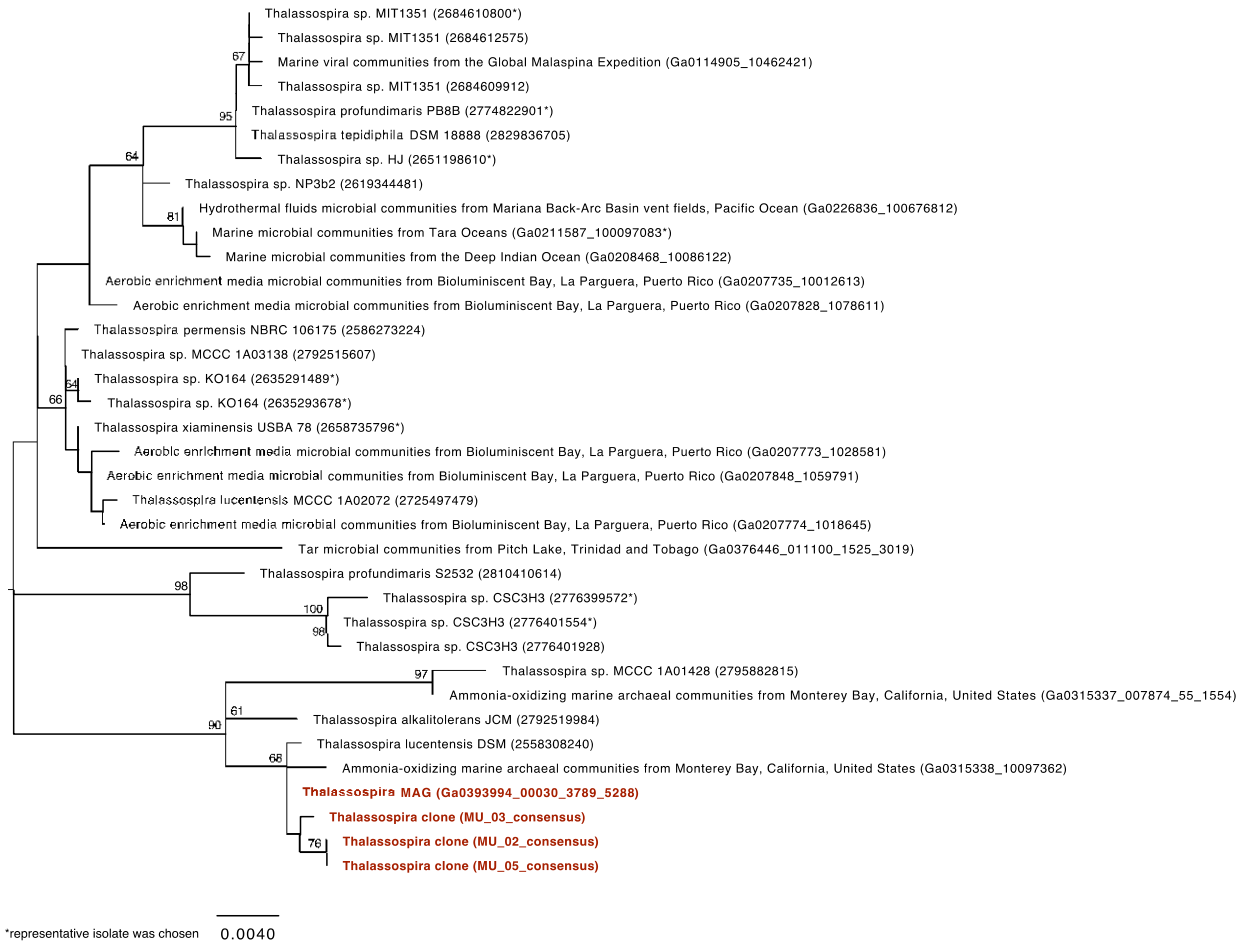 Thalassospira sp. MIT1351 (2684610800*)
Thalassospira sp. MIT1351 (2684612575)
67
Marine viral communities from the Global Malaspina Expedition (Ga0114905_10462421)
Thalassospira sp. MIT1351 (2684609912)
Thalassospira profundimaris PB8B (2774822901*)
95
Thalassospira tepidiphila DSM 18888 (2829836705)
Thalassospira sp. HJ (2651198610*)
64
Thalassospira sp. NP3b2 (2619344481)
Hydrothermal fluids microbial communities from Mariana Back-Arc Basin vent fields, Pacific Ocean (Ga0226836_100676812)
81
Marine microbial communities from Tara Oceans (Ga0211587_100097083*)
Marine microbial communities from the Deep Indian Ocean (Ga0208468_10086122)
Aerobic enrichment media microbial communities from Bioluminiscent Bay, La Parguera, Puerto Rico (Ga0207735_10012613)
Aerobic enrichment media microbial communities from Bioluminiscent Bay, La Parguera, Puerto Rico (Ga0207828_1078611)
Thalassospira permensis NBRC 106175 (2586273224)
Thalassospira sp. MCCC 1A03138 (2792515607)
64
Thalassospira sp. KO164 (2635291489*)
66
Thalassospira sp. KO164 (2635293678*)
Thalassospira xiaminensis USBA 78 (2658735796*)
Aerobic enrichment media microbial communities from Bioluminiscent Bay, La Parguera, Puerto Rico (Ga0207773_1028581)
Aerobic enrichment media microbial communities from Bioluminiscent Bay, La Parguera, Puerto Rico (Ga0207848_1059791)
Thalassospira lucentensis MCCC 1A02072 (2725497479)
Aerobic enrichment media microbial communities from Bioluminiscent Bay, La Parguera, Puerto Rico (Ga0207774_1018645)
Tar microbial communities from Pitch Lake, Trinidad and Tobago (Ga0376446_011100_1525_3019)
Thalassospira profundimaris S2532 (2810410614)
98
Thalassospira sp. CSC3H3 (2776399572*)
100
Thalassospira sp. CSC3H3 (2776401554*)
98
Thalassospira sp. CSC3H3 (2776401928)
97
Thalassospira sp. MCCC 1A01428 (2795882815)
Ammonia-oxidizing marine archaeal communities from Monterey Bay, California, United States (Ga0315337_007874_55_1554)
61
Thalassospira alkalitolerans JCM (2792519984)
90
Thalassospira lucentensis DSM (2558308240)
68
Ammonia-oxidizing marine archaeal communities from Monterey Bay, California, United States (Ga0315338_10097362)
Thalassospira MAG (Ga0393994_00030_3789_5288)
Thalassospira clone (MU_03_consensus)
76
Thalassospira clone (MU_02_consensus)
Thalassospira clone (MU_05_consensus)
*representative isolate was chosen
0.0040